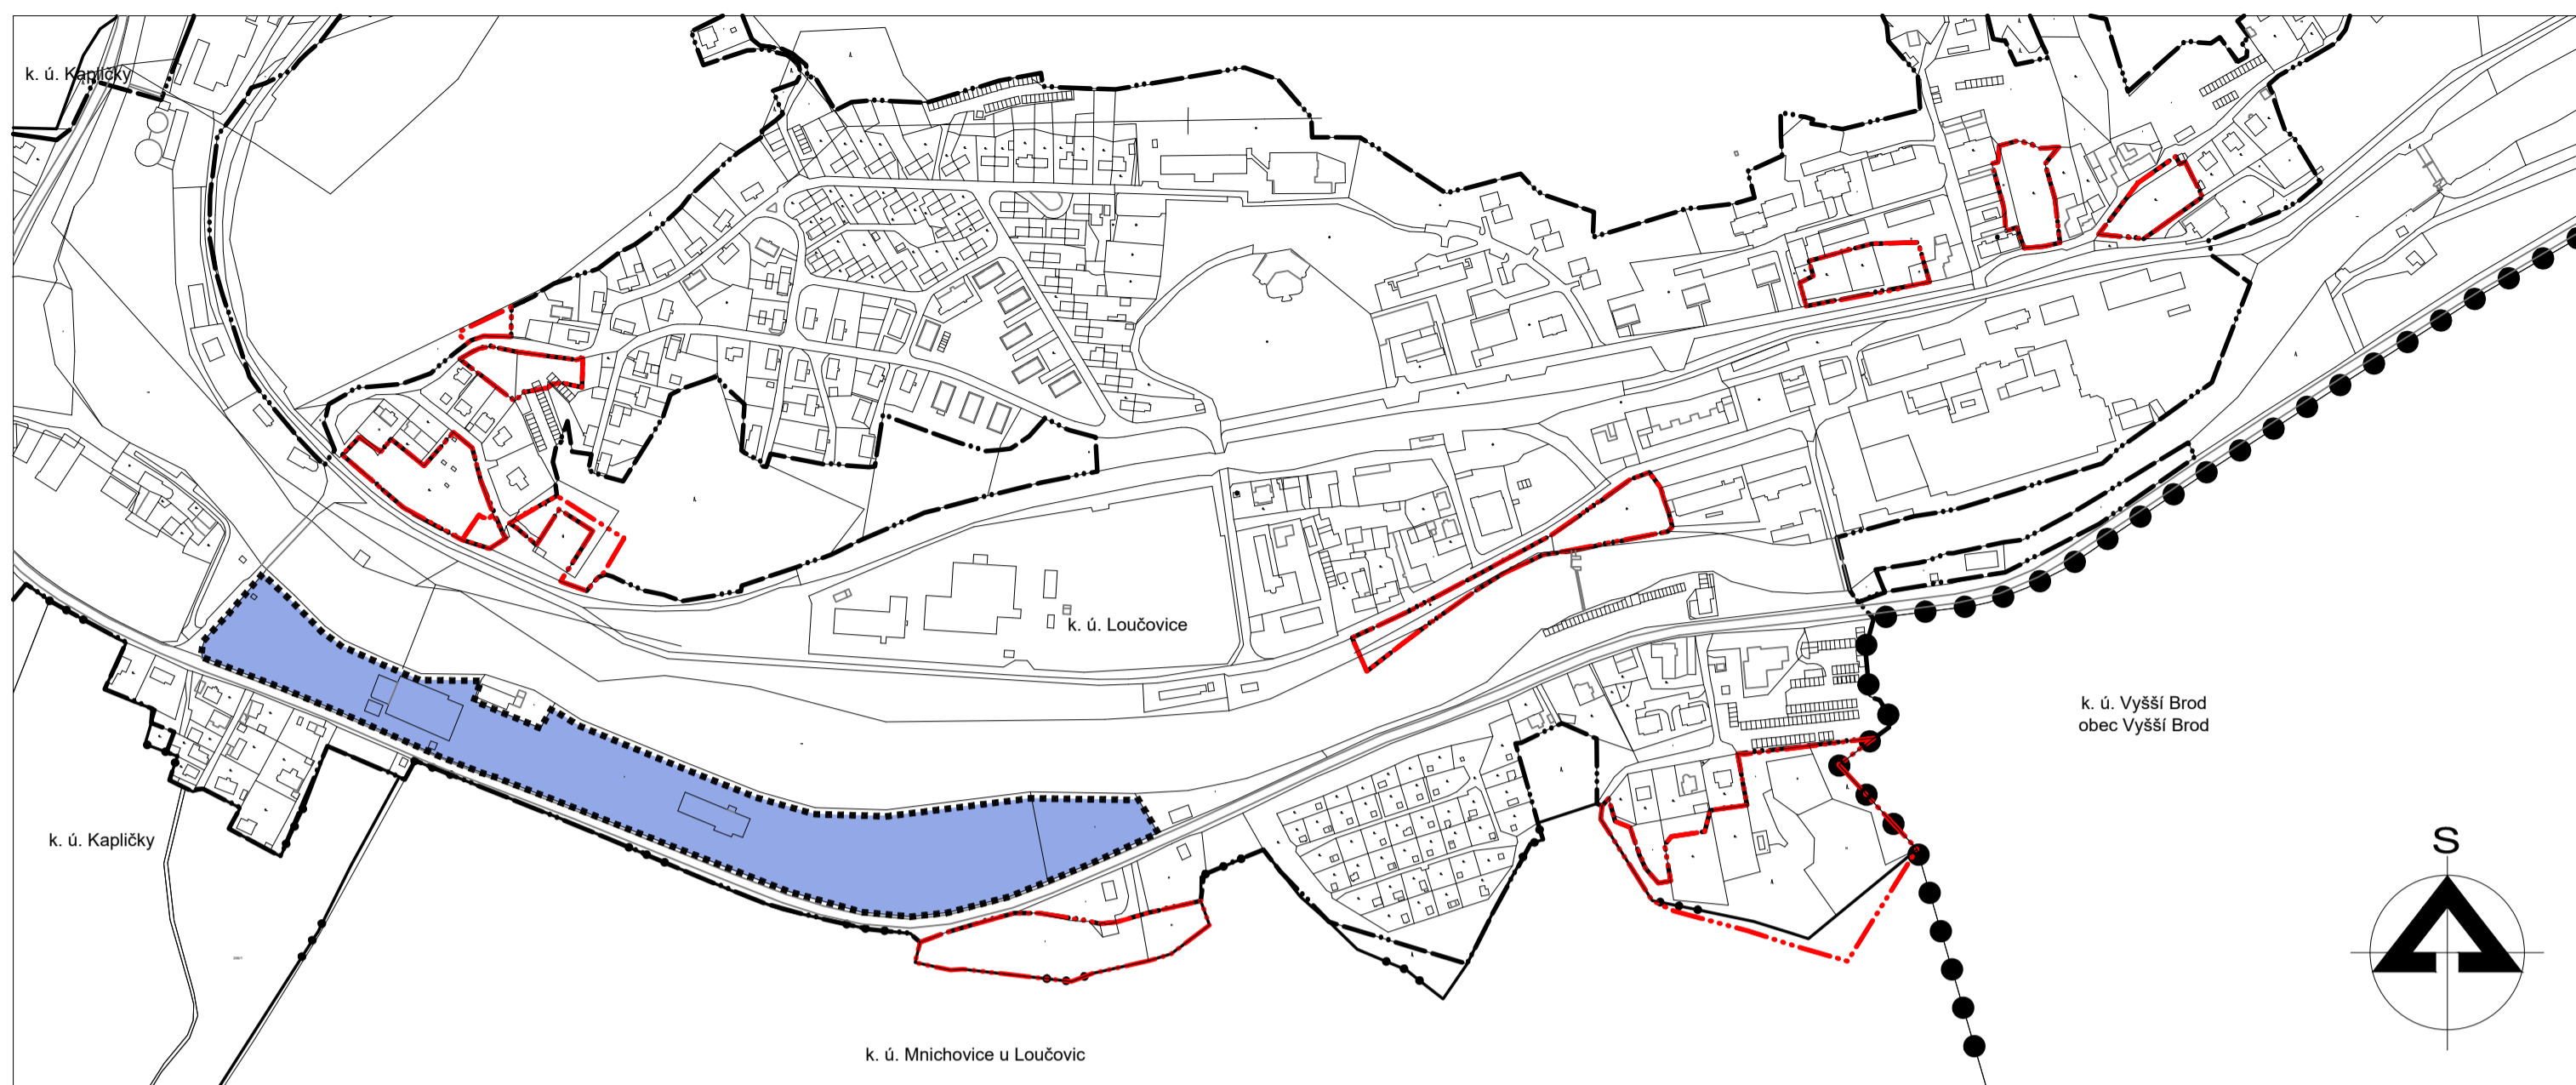 k. ú. Kapličky
k. ú. Loučovice
k. ú. Vyšší Brod
obec Vyšší Brod
k. ú. Kapličky
S
k. ú. Mnichovice u Loučovic